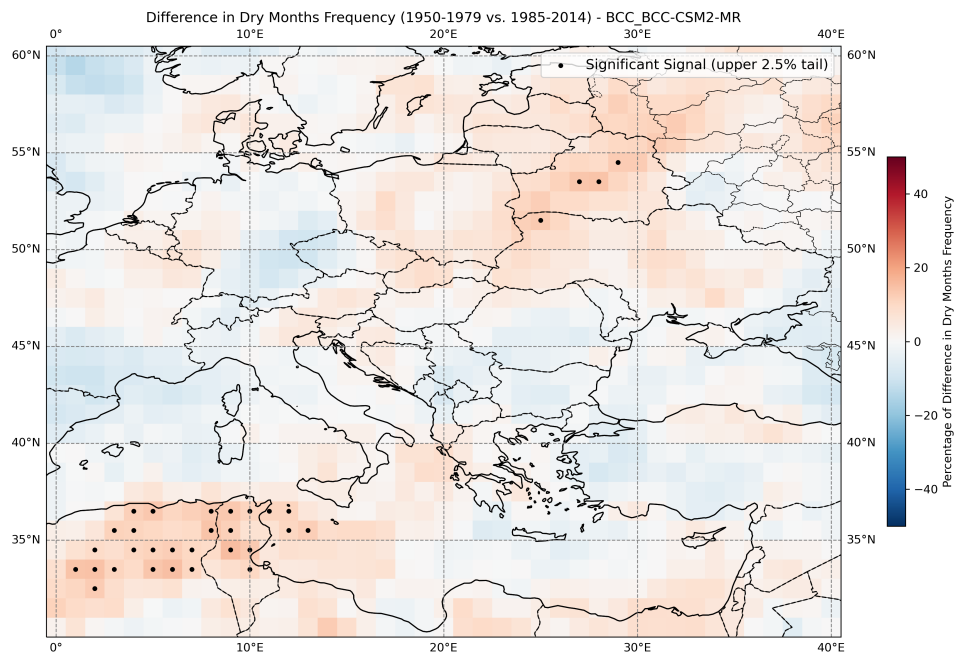 Difference in Dry Months Frequency (1950-1979 vs. 1985-2014) - BCC_BCC-CSM2-MR
0° 10°E 20°E 30°E 40°E
60°N 60°N
Significant Signal (upper 2.5% tail)
55°N 55°N
50°N 50°N
45°N 45°N
40°N 40°N
35°N 35°N
0° 10°E 20°E 30°E 40°E
40
20
0
−20
−40
Percentage of Difference in Dry Months Frequency